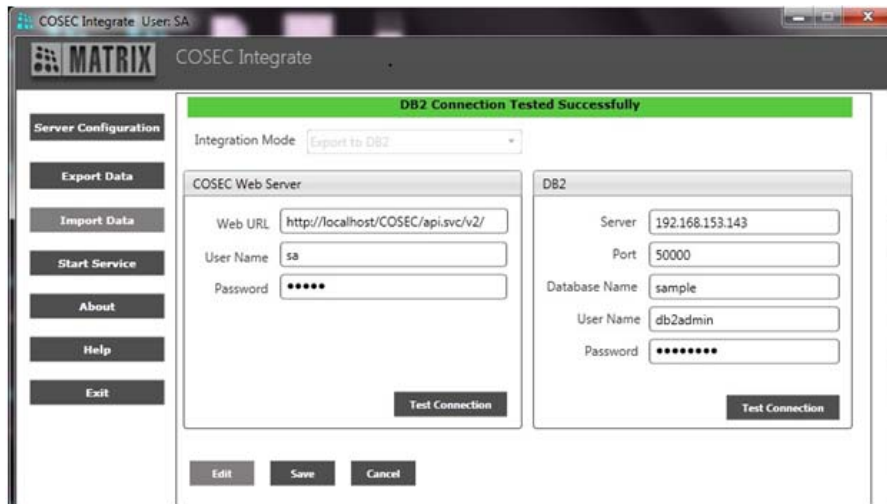 COSEC Integrate User: SA
MATRIX
COSEC Integrate
DB2 Connection Tested Successfully
Server Configuration
Export Data
Import Data
Start Service
About
Help
Exit
Integration Mode Export to DB2
COSEC Web Server
Web URL http://localhost/COSEC/api.svc/v2/
User Name sa
Password •••••
Test Connection
DB2
Server 192.168.153.143
Port 50000
Database Name sample
User Name db2admin
Password ••••••••
Test Connection
Edit Save Cancel